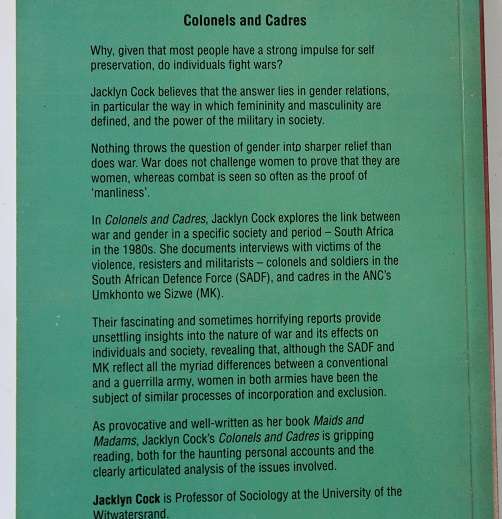 Colonels and Cadres
Why, given that most people have a strong impulse for self
preservation, do individuals fight wars?
Jacklyn Cock believes that the answer lies in gender relations,
in particular the way in which femininity and masculinity are
defined, and the power of the military in society.
Nothing throws the question of gender into sharper relief than
does war. War does not challenge women to prove that they are
women, whereas combat is seen so often as the proof of
‘manliness’.
In Colonels and Cadres, Jacklyn Cock explores the link between
war and gender in a specific society and period – South Africa
in the 1980s. She documents interviews with victims of the
violence, resisters and militarists – colonels and soldiers in the
South African Defence Force (SADF), and cadres in the ANC’s
Umkhonto we Sizwe (MK).
Their fascinating and sometimes horrifying reports provide
unsettling insights into the nature of war and its effects on
individuals and society, revealing that, although the SADF and
MK reflect all the myriad differences between a conventional
and a guerrilla army, women in both armies have been the
subject of similar processes of incorporation and exclusion.
As provocative and well-written as her book Maids and
Madams, Jacklyn Cock’s Colonels and Cadres is gripping
reading, both for the haunting personal accounts and the
clearly articulated analysis of the issues involved.
Jacklyn Cock is Professor of Sociology at the University of the
Witwatersrand.